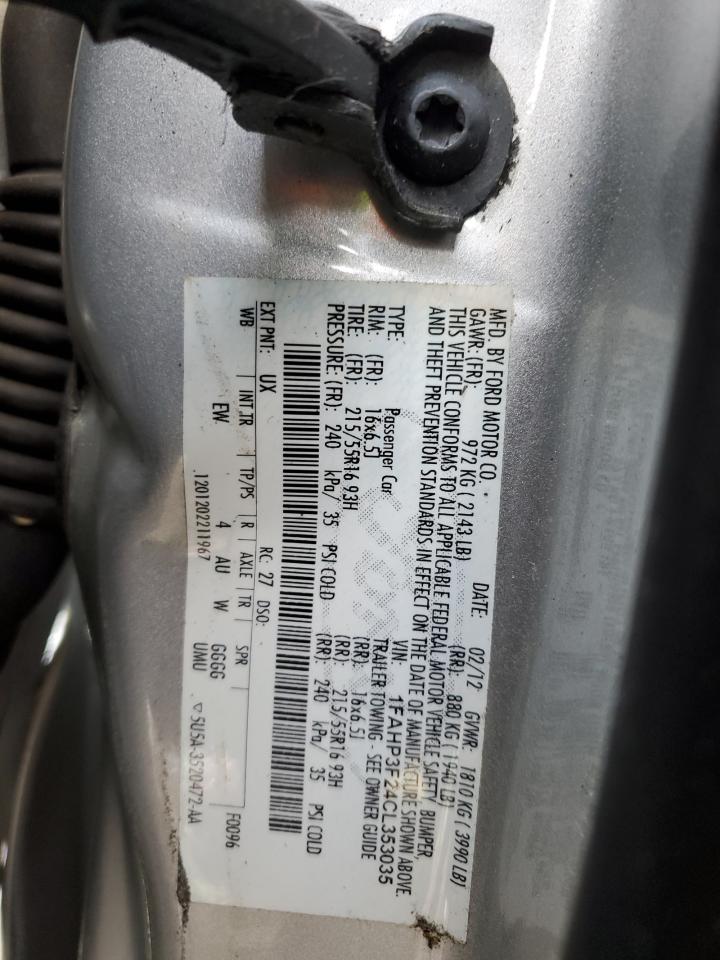 MFD. BY FORD MOTOR CO.
DATE: 02/12 GVWR: 1810 KG ( 3990 LB)
GAWR: (FR): 972 KG ( 2143 LB) (RR): 880 KG ( 1940 LB)
THIS VEHICLE CONFORMS TO ALL APPLICABLE FEDERAL MOTOR VEHICLE SAFETY, BUMPER,
AND THEFT PREVENTION STANDARDS IN EFFECT ON THE DATE OF MANUFACTURE SHOWN ABOVE.
VIN: 1FAHP3F24CL353035
TYPE: Passenger Car TRAILER TOWING - SEE OWNER GUIDE
RIM: (FR): 16x6.5J (RR): 16x6.5J
TIRE: (FR): 215/55R16 93H (RR): 215/55R16 93H
PRESSURE: (FR): 240 kPa/ 35 PSI COLD (RR): 240 kPa/ 35 PSI COLD
EXT PNT: UX RC: 27 DSO: F0096
WB INT TR TP/PS R AXLE TR SPR
EW 4 AU W GGGG
UMU
1201202211967 5U5A-3520472-AA